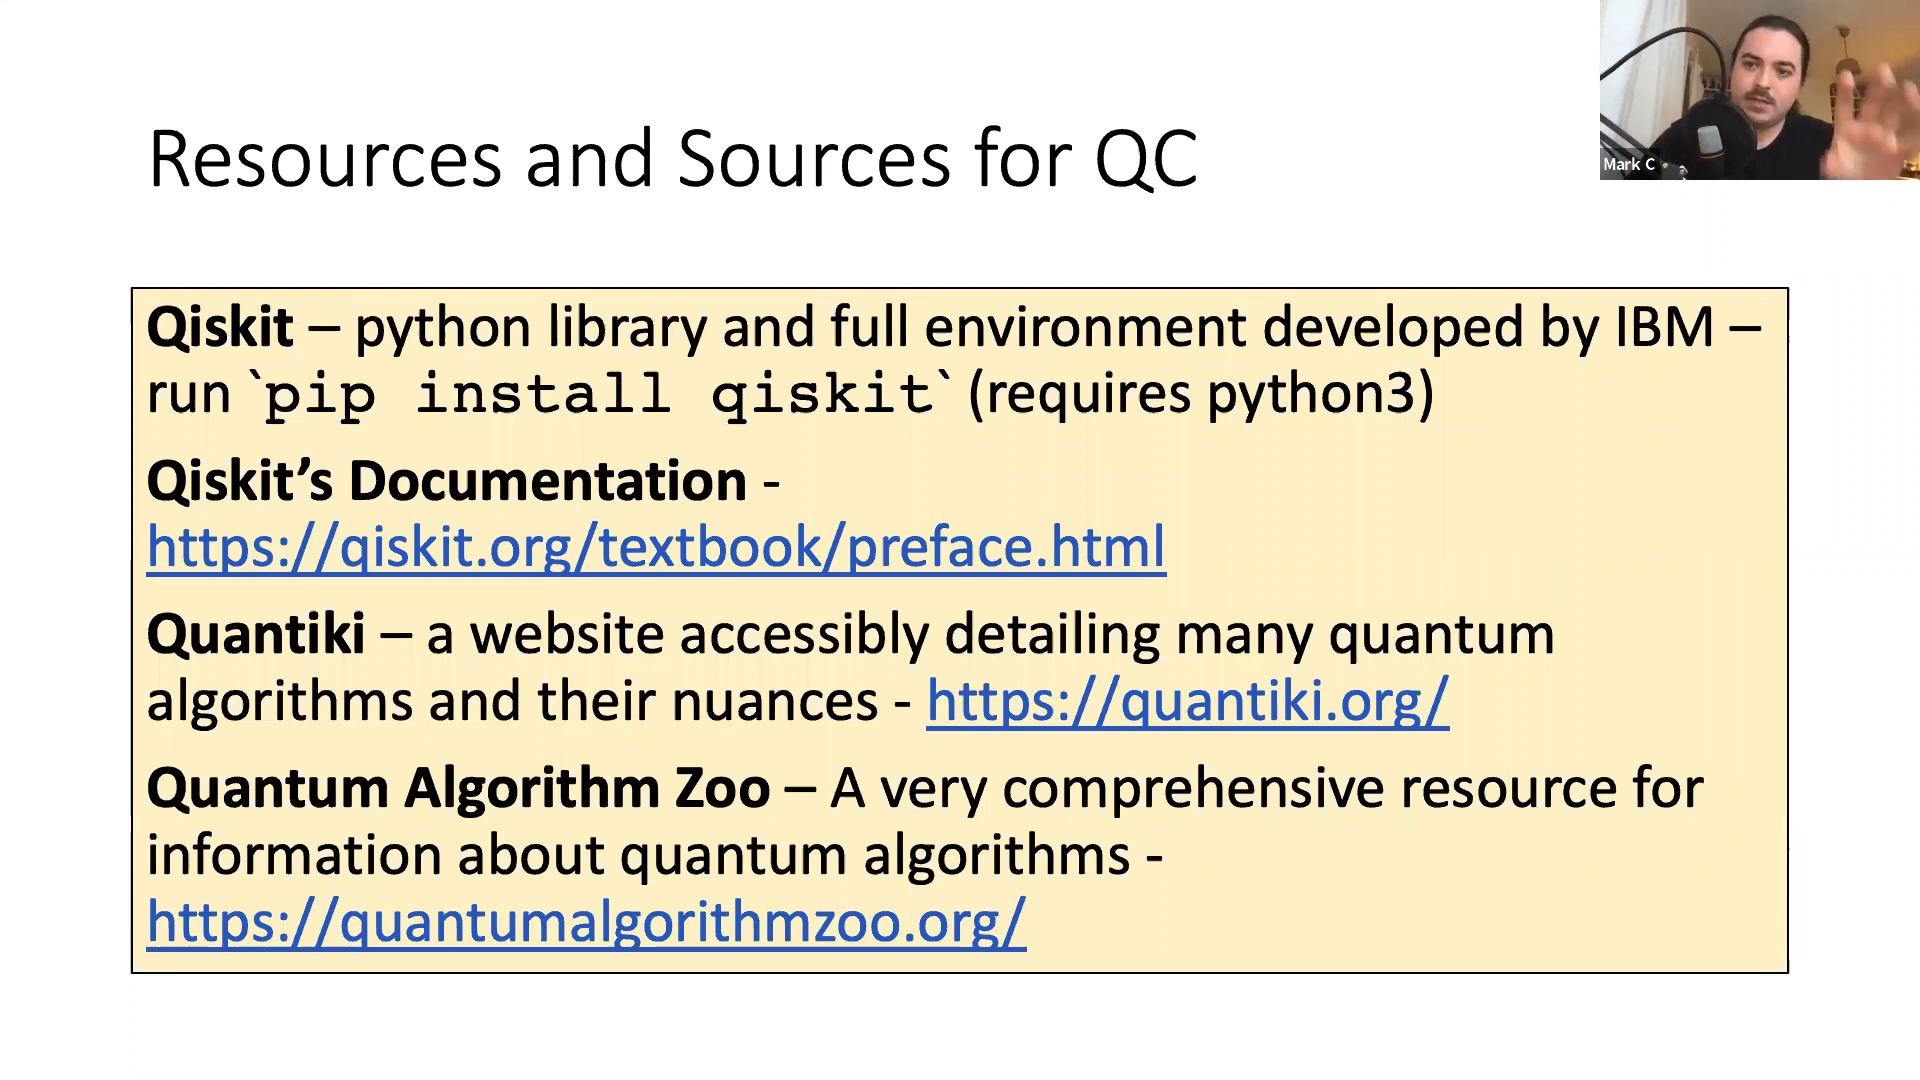 Resources and Sources for QC
Mark C
Qiskit – python library and full environment developed by IBM –
run `pip install qiskit` (requires python3)
Qiskit’s Documentation -
https://qiskit.org/textbook/preface.html
Quantiki – a website accessibly detailing many quantum
algorithms and their nuances - https://quantiki.org/
Quantum Algorithm Zoo – A very comprehensive resource for
information about quantum algorithms -
https://quantumalgorithmzoo.org/